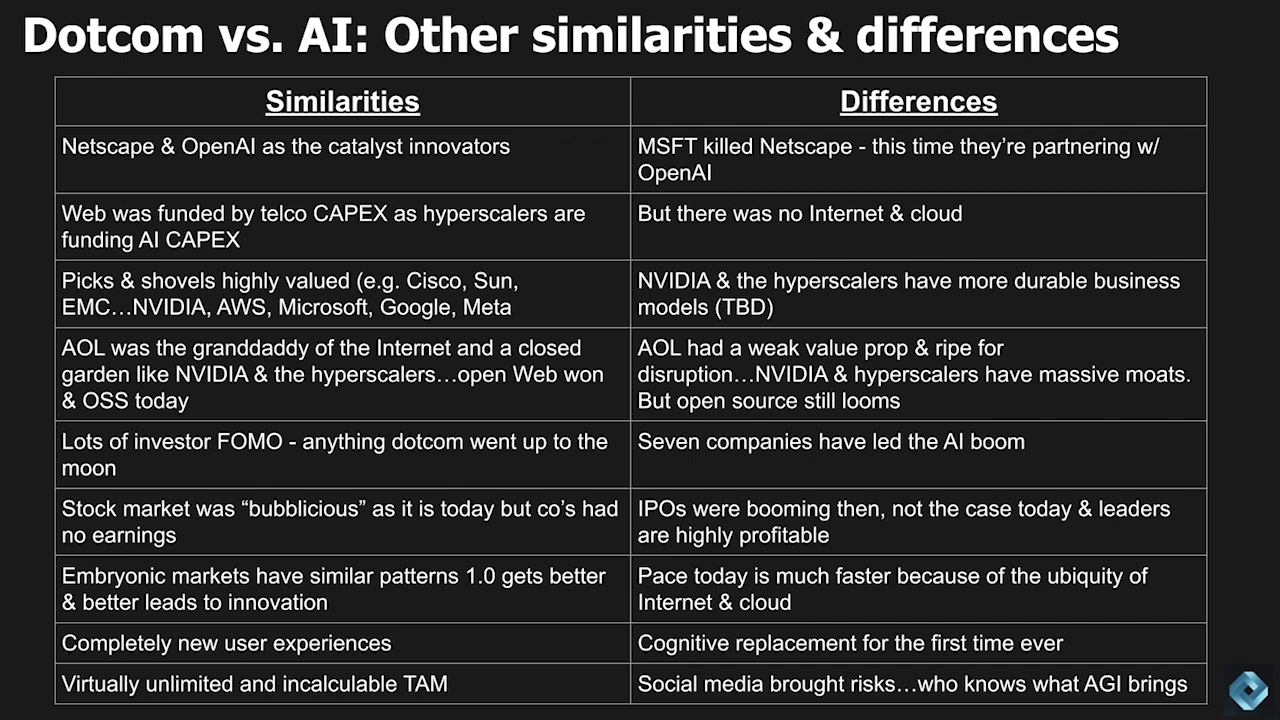 Dotcom vs. AI: Other similarities & differences
Similarities
Differences
Netscape & OpenAI as the catalyst innovators
MSFT killed Netscape - this time they're partnering w/
OpenAI
Web was funded by telco CAPEX as hyperscalers are
funding AI CAPEX
But there was no Internet & cloud
Picks & shovels highly valued (e.g. Cisco, Sun,
EMC…NVIDIA, AWS, Microsoft, Google, Meta
NVIDIA & the hyperscalers have more durable business
models (TBD)
AOL was the granddaddy of the Internet and a closed
garden like NVIDIA & the hyperscalers…open Web won
& OSS today
AOL had a weak value prop & ripe for
disruption…NVIDIA & hyperscalers have massive moats.
But open source still looms
Lots of investor FOMO - anything dotcom went up to the
moon
Seven companies have led the AI boom
Stock market was “bubblicious” as it is today but co's had
no earnings
IPOs were booming then, not the case today & leaders
are highly profitable
Embryonic markets have similar patterns 1.0 gets better
& better leads to innovation
Pace today is much faster because of the ubiquity of
Internet & cloud
Completely new user experiences
Cognitive replacement for the first time ever
Virtually unlimited and incalculable TAM
Social media brought risks…who knows what AGI brings